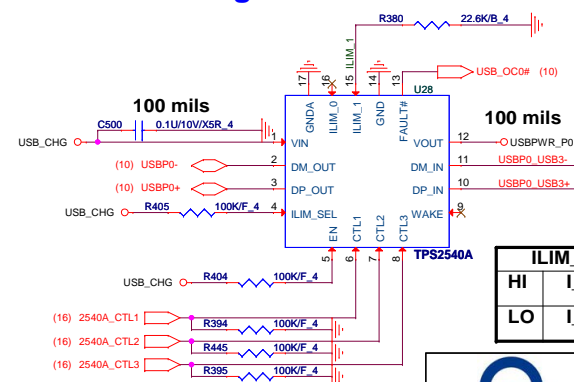 R380 22.6K/B_4
ILIM_1
USB_OC0# (10)
17 16 15 14 13
U28
GNDA ILIM_0 ILIM_1 GND FAULT#
100 mils
C500 0.1U/10V/X5R_4
100 mils
USB_CHG 1 VIN VOUT 12 USBPWR_P0
(10) USBP0- 2 DM_OUT DM_IN 11 USBP0_USB3-
(10) USBP0+ 3 DP_OUT DP_IN 10 USBP0_USB3+
USB_CHG R405 100K/F_4 4 ILIM_SEL WAKE 9
EN CTL1 CTL2 CTL3
TPS2540A
5 6 7 8
USB_CHG R404 100K/F_4
ILIM_
HI I_
LO I_
(16) 2540A_CTL1
R394 100K/F_4
(16) 2540A_CTL2
R445 100K/F_4
(16) 2540A_CTL3
R395 100K/F_4